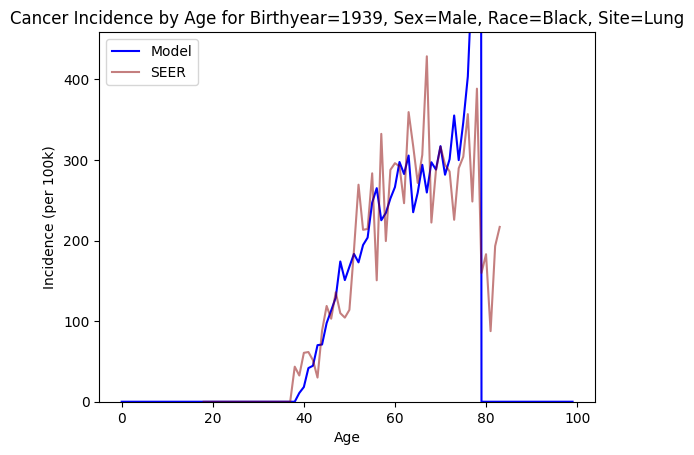 Cancer Incidence by Age for Birthyear=1939, Sex=Male, Race=Black, Site=Lung
Model
SEER
400
300
200
100
0
Incidence (per 100k)
0 20 40 60 80 100
Age